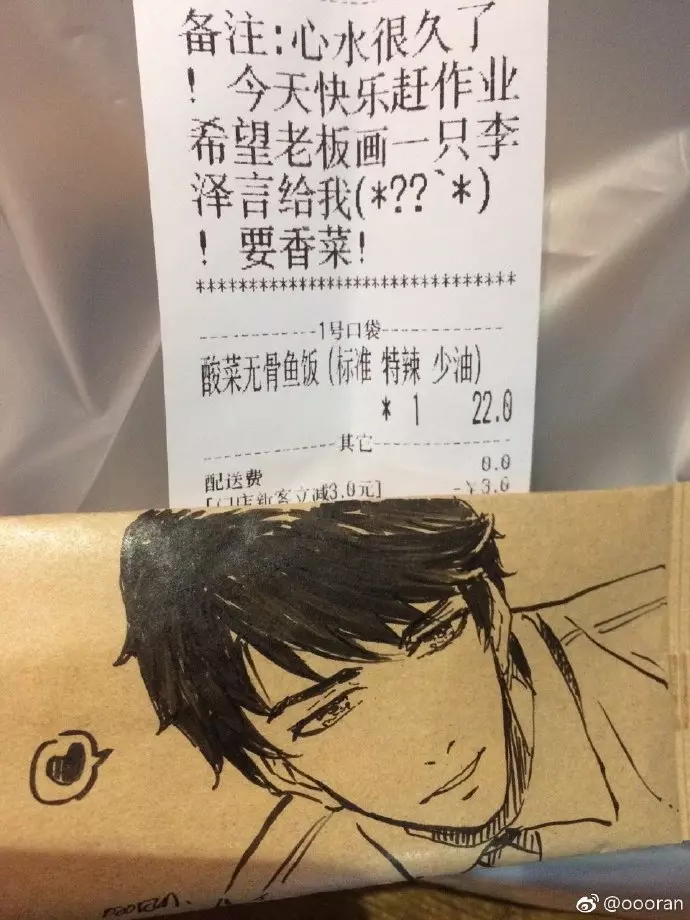 备注:心水很久了
! 今天快乐赶作业
希望老板画一只李
泽言给我(*??`*)
! 要香菜!
********************************
1号口袋
酸菜无骨鱼饭(标准 特辣 少油)
* 1 22.0
其它
配送费 0.0
[门店新客立减3.0元] -¥3.0
oooran.
@oooran